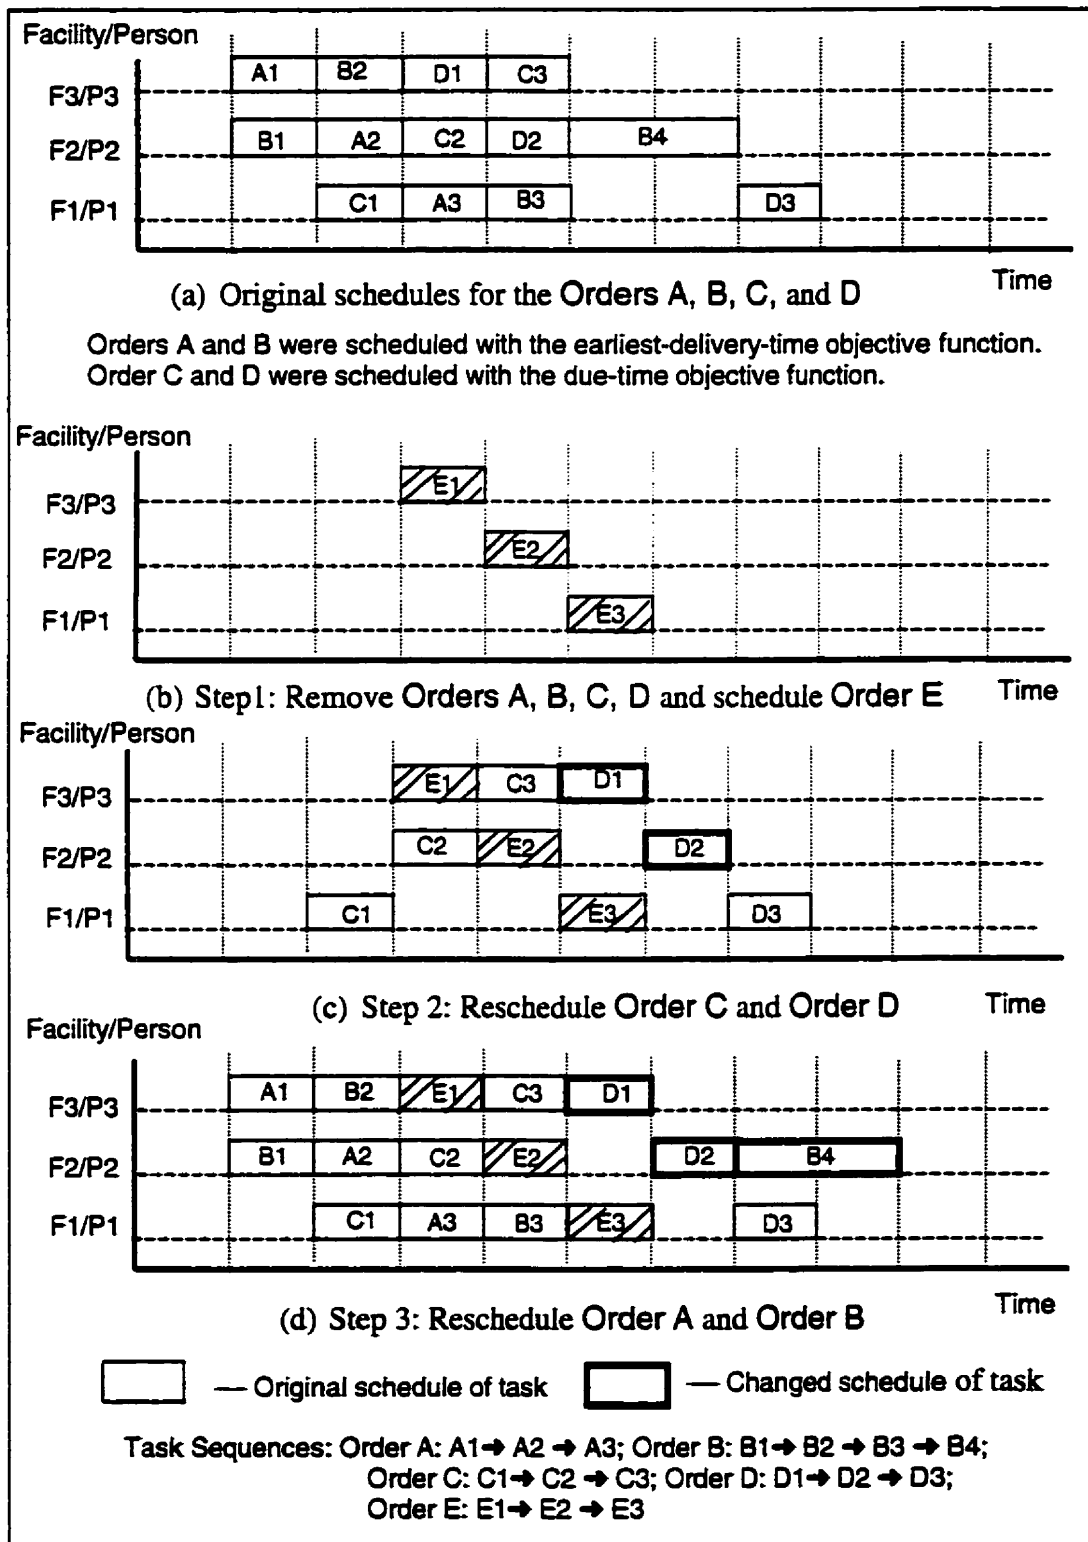 Facility/Person
A1 B2 D1 C3
F3/P3
B1 A2 C2 D2 B4
F2/P2
C1 A3 B3 D3
F1/P1
Time
(a) Original schedules for the Orders A, B, C, and D
Orders A and B were scheduled with the earliest-delivery-time objective function.
Order C and D were scheduled with the due-time objective function.
Facility/Person
E1
F3/P3
E2
F2/P2
E3
F1/P1
(b) Step1: Remove Orders A, B, C, D and schedule Order E Time
Facility/Person
E1 C3 D1
F3/P3
C2 E2 D2
F2/P2
C1 E3 D3
F1/P1
(c) Step 2: Reschedule Order C and Order D Time
Facility/Person
A1 B2 E1 C3 D1
F3/P3
B1 A2 C2 E2 D2 B4
F2/P2
C1 A3 B3 E3 D3
F1/P1
Time
(d) Step 3: Reschedule Order A and Order B
— Original schedule of task — Changed schedule of task
Task Sequences: Order A: A1➔ A2 ➔ A3; Order B: B1➔ B2 ➔ B3 ➔ B4;
Order C: C1➔ C2 ➔ C3; Order D: D1➔ D2 ➔ D3;
Order E: E1➔ E2 ➔ E3